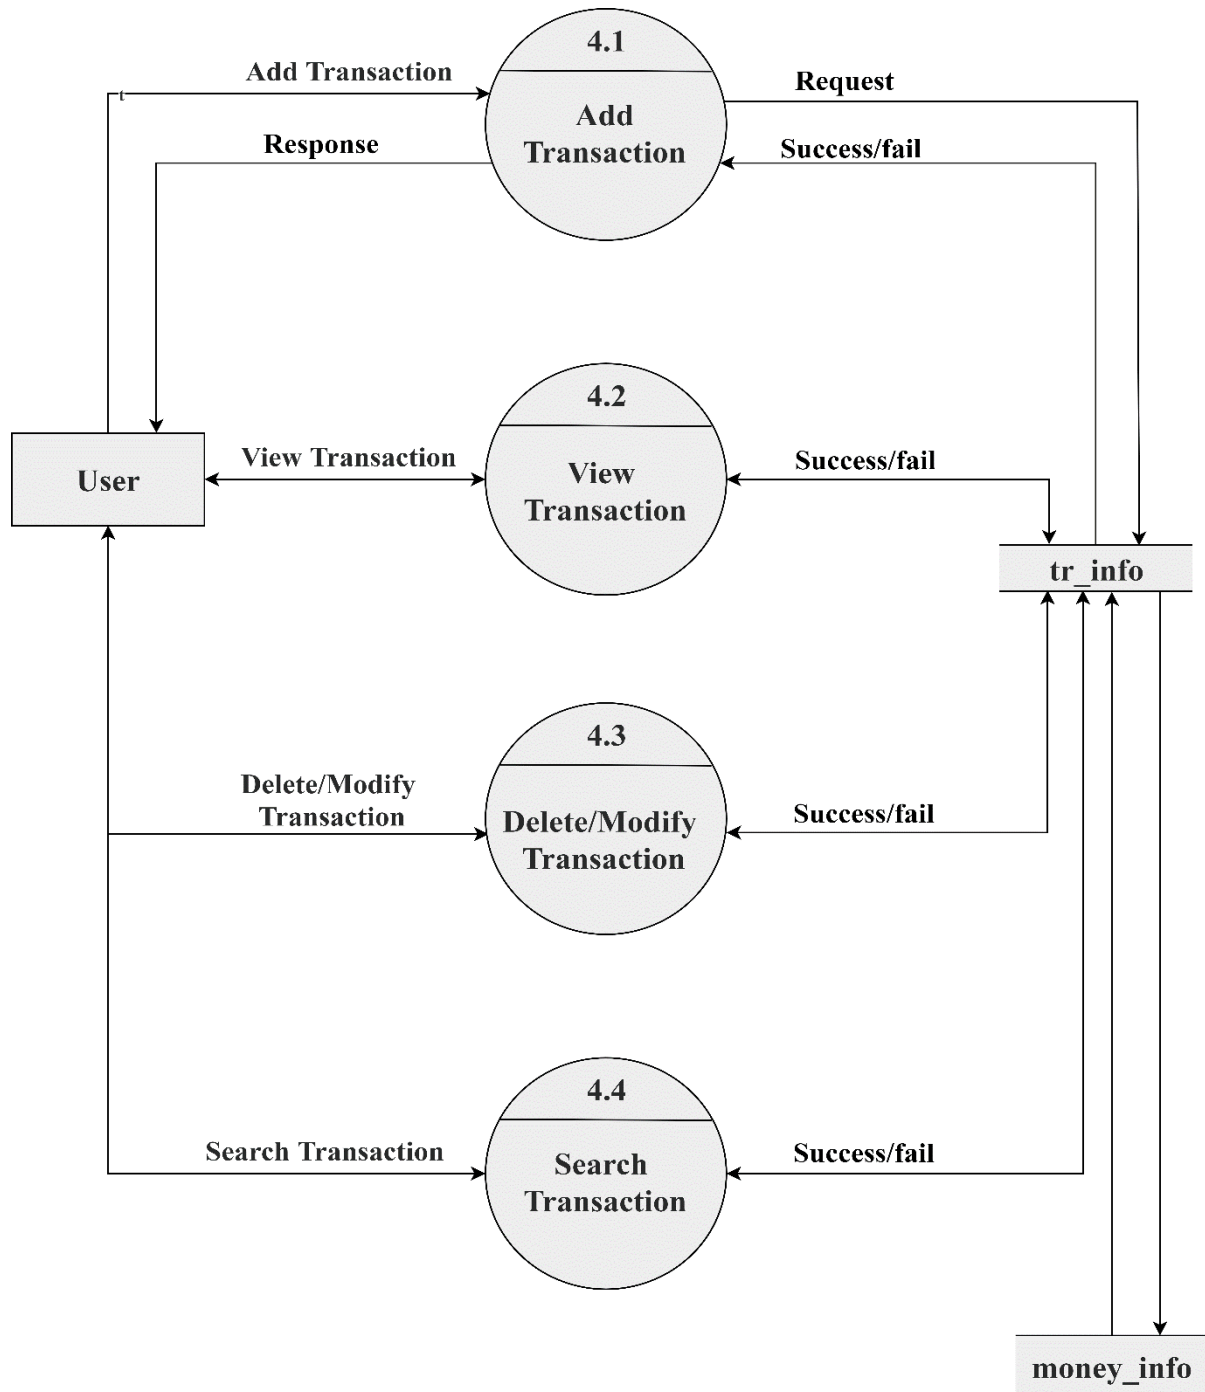 4.1
Add Transaction
Request
t
Add
Transaction
Response
Success/fail
4.2
View Transaction
Success/fail
User
View
Transaction
tr_info
4.3
Delete/Modify
Transaction
Success/fail
Delete/Modify
Transaction
4.4
Search Transaction
Success/fail
Search
Transaction
money_info